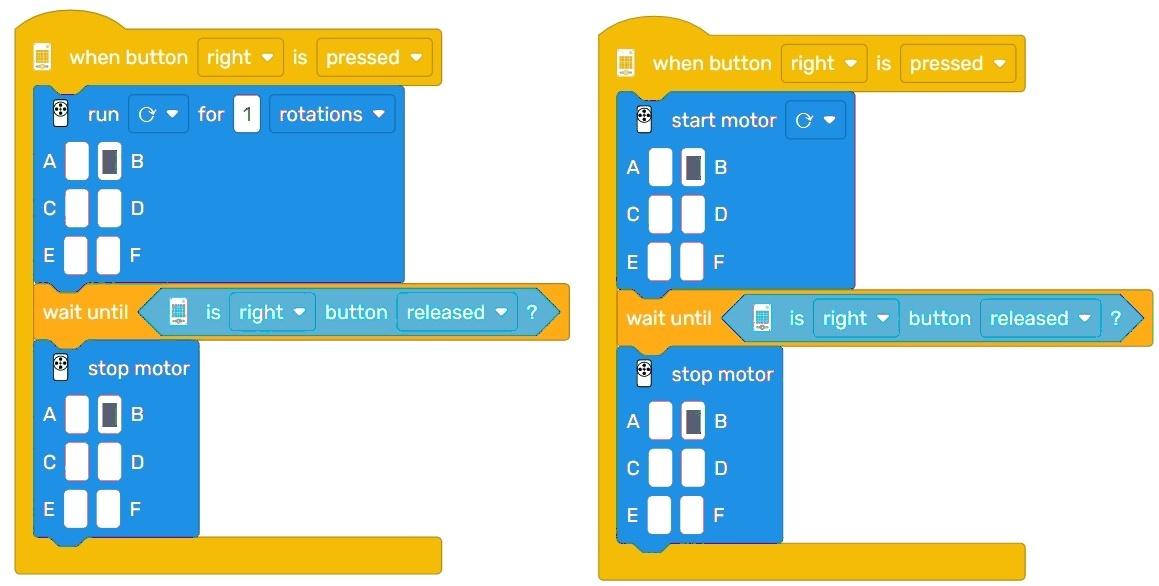 when button right is pressed
run for 1 rotations
A B
C D
E F
wait until is right button released ?
stop motor
A B
C D
E F
when button right is pressed
start motor
A B
C D
E F
wait until is right button released ?
stop motor
A B
C D
E F